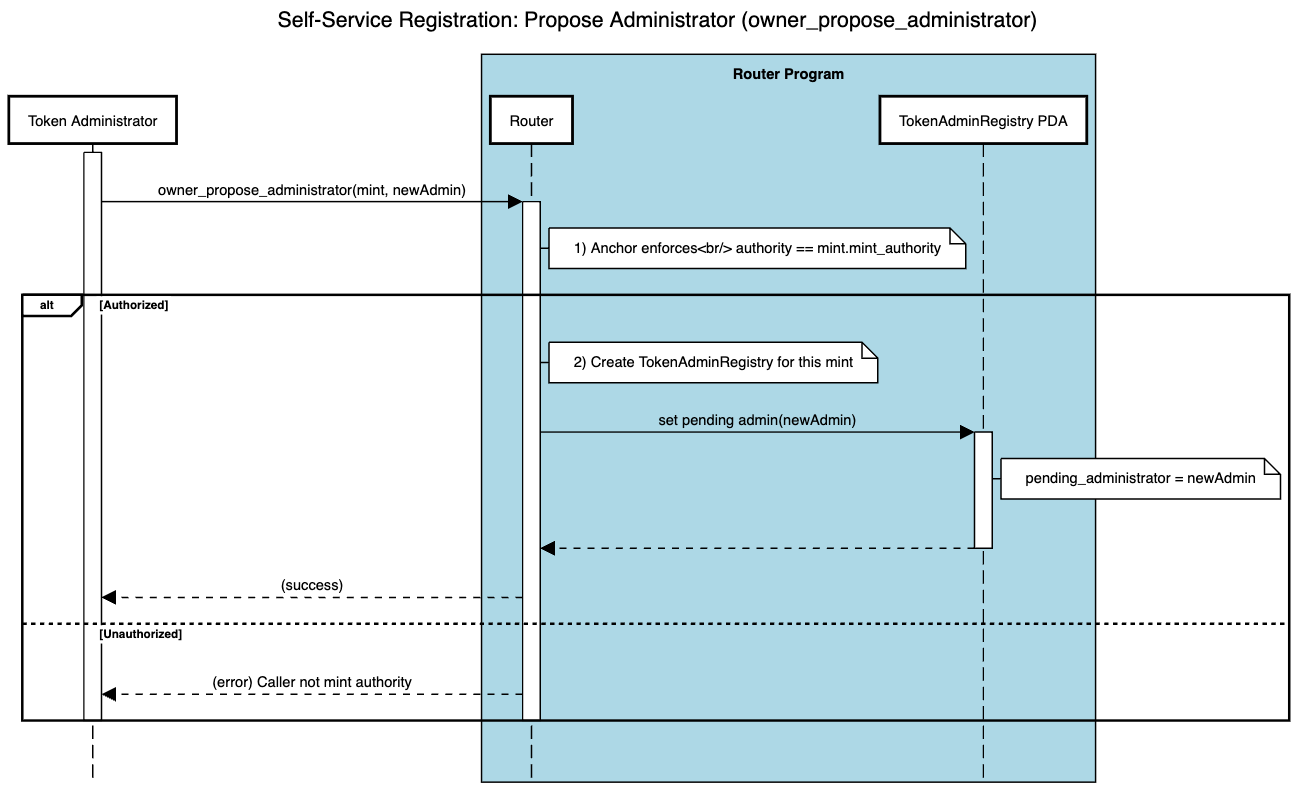 Self-Service Registration: Propose Administrator (owner_propose_administrator)
Router Program
Token Administrator
Router
TokenAdminRegistry PDA
owner_propose_administrator(mint, newAdmin)
1) Anchor enforces<br/> authority == mint.mint_authority
alt
[Authorized]
2) Create TokenAdminRegistry for this mint
set pending admin(newAdmin)
pending_administrator = newAdmin
(success)
[Unauthorized]
(error) Caller not mint authority